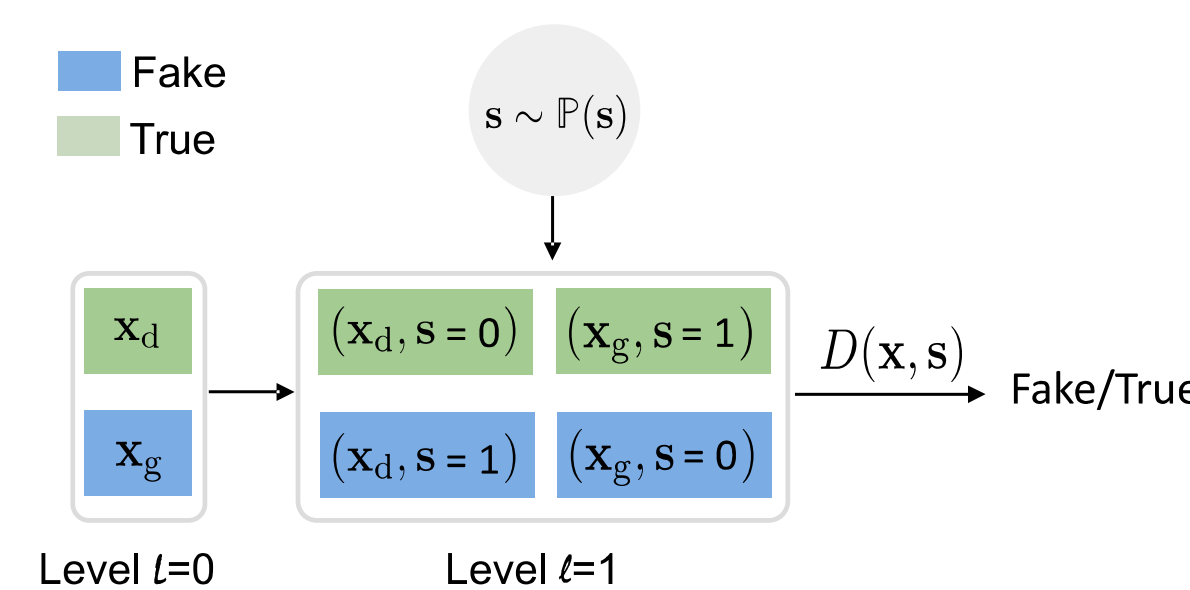 Fake
True
s ∼ ℙ(s)
x_d
(x_d, s = 0)
(x_g, s = 1)
D(x, s)
Fake/True
x_g
(x_d, s = 1)
(x_g, s = 0)
Level ℓ=0
Level ℓ=1